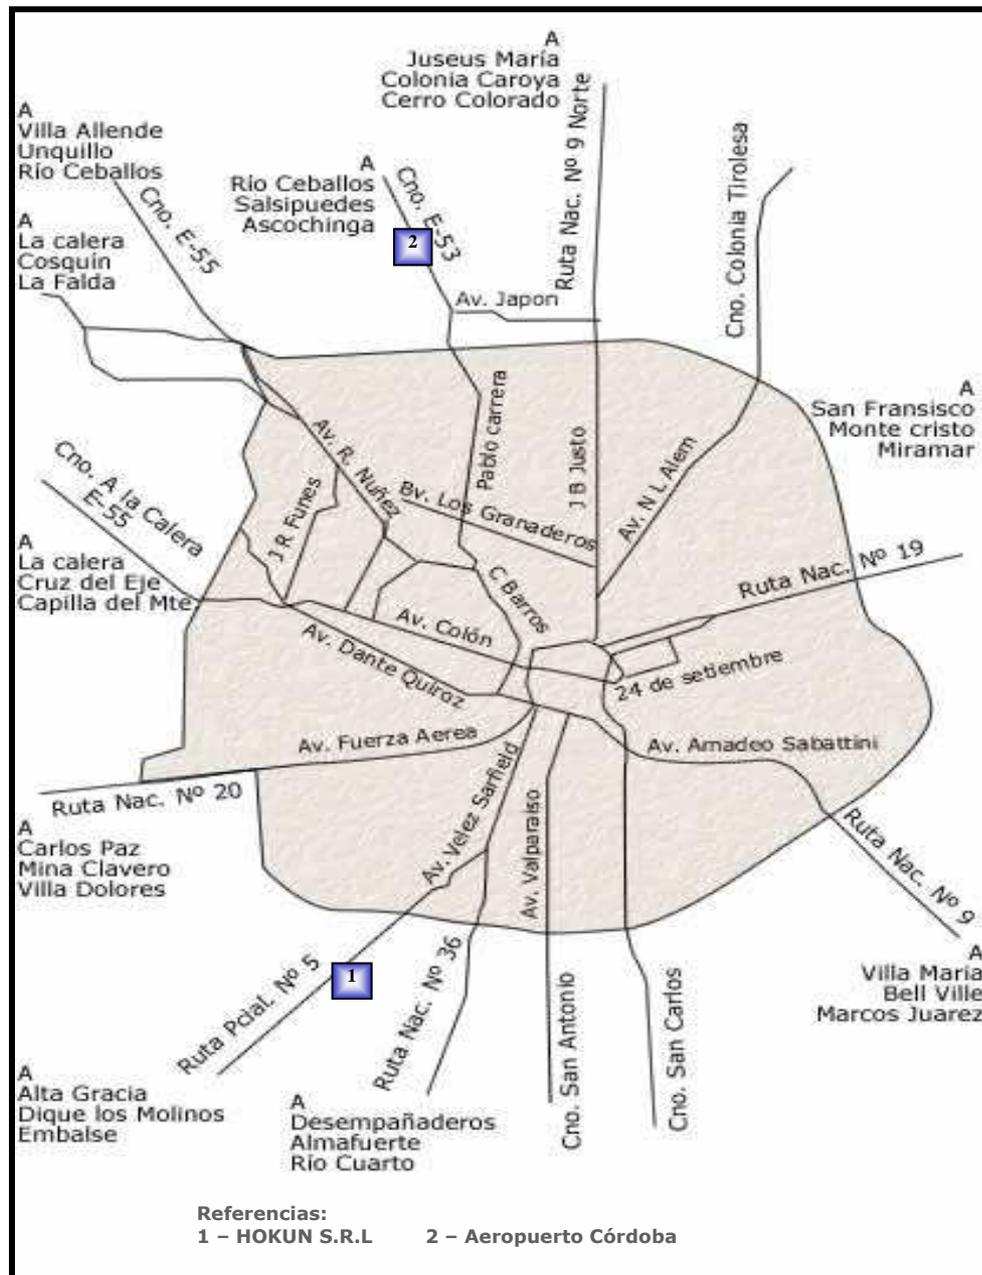 A
Juseus María
Colonia Caroya
Cerro Colorado
Ruta Nac. Nº 9 Norte
A
Villa Allende
Unquillo
Río Ceballos
Cno. E-55
A
Río Ceballos
Salsipuedes
Ascochinga
Cno. E-53
2
Cno. Colonia Tirolesa
A
La calera
Cosquín
La Falda
Av. Japon
A
San Fransisco
Monte cristo
Miramar
Pablo carrera
J B Justo
Av. N L Alem
Av. R. Nuñez
Bv. Los Granaderos
J R Funes
Cno. A la Calera
E-55
A
La calera
Cruz del Eje
Capilla del Mte.
Ruta Nac. Nº 19
C Barros
Av. Colón
Av. Dante Quiroz
24 de setiembre
Av. Fuerza Aerea
Av. Amadeo Sabattini
Ruta Nac. Nº 20
A
Carlos Paz
Mina Clavero
Villa Dolores
Av. Velez Sarfield
Av. Valparaiso
Ruta Nac. Nº 9
A
Villa Maria
Bell Ville
Marcos Juarez
Ruta Pcial. Nº 5
1
Ruta Nac. Nº 36
Cno. San Antonio
Cno. San Carlos
A
Alta Gracia
Dique los Molinos
Embalse
A
Desempañaderos
Almafuerte
Río Cuarto
Referencias:
1 – HOKUN S.R.L 2 – Aeropuerto Córdoba